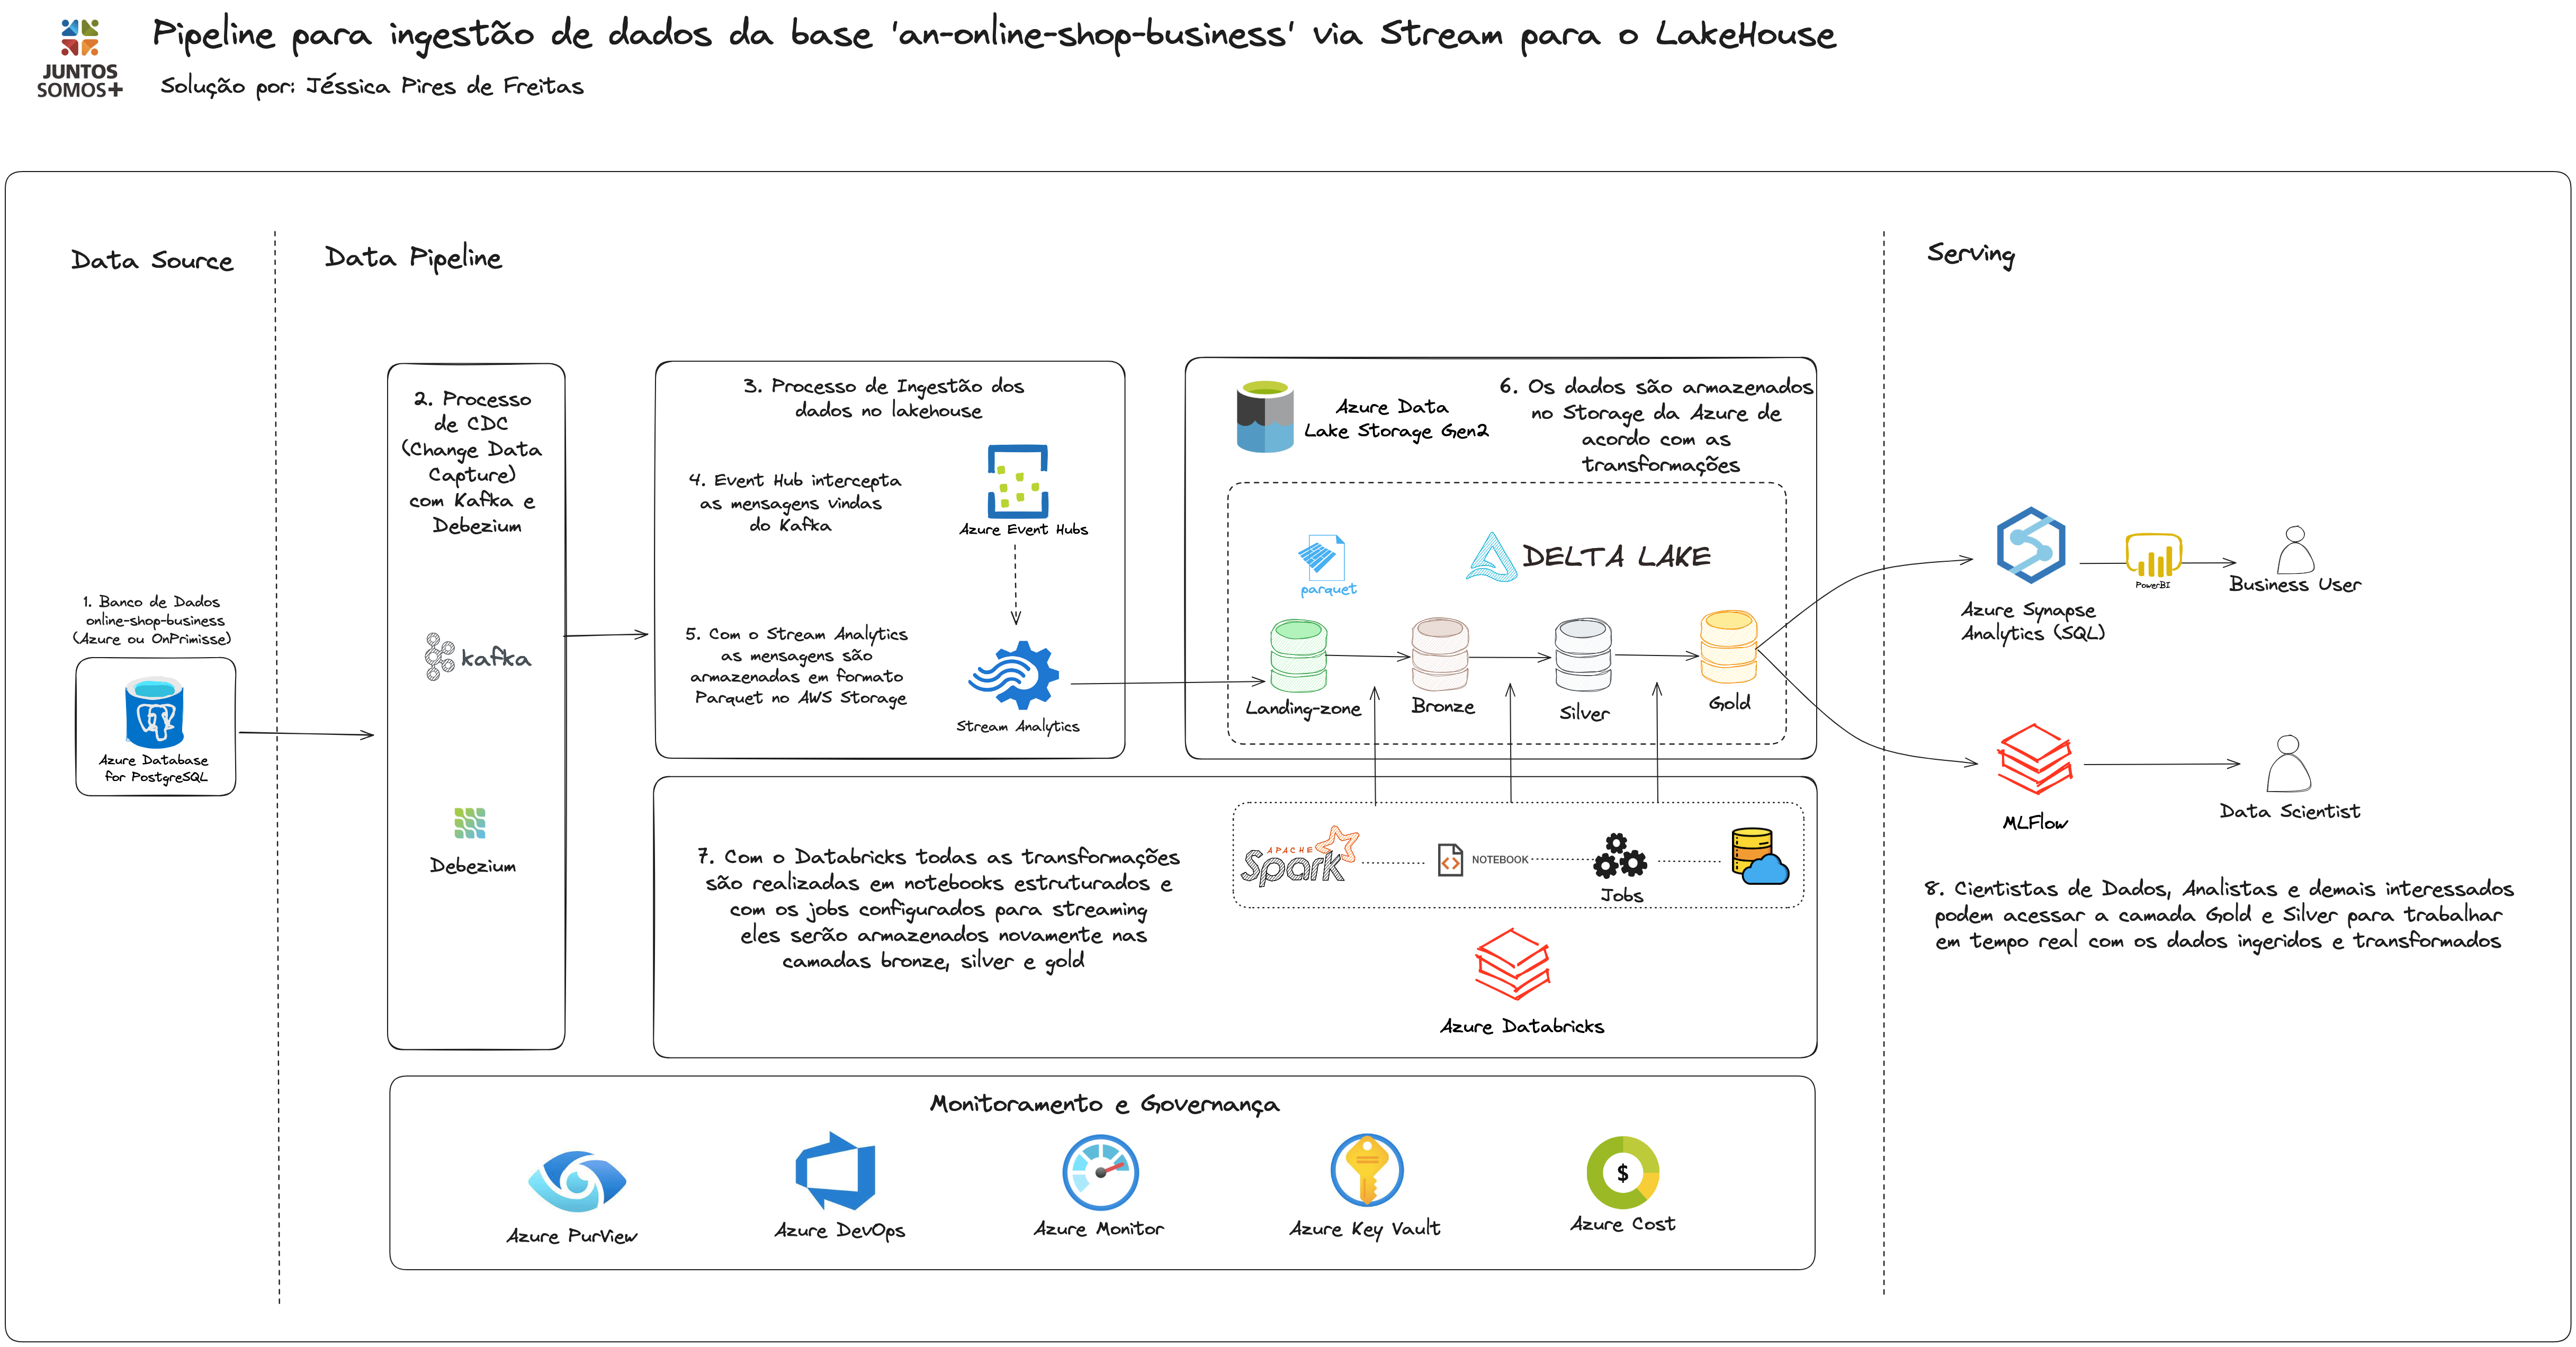 JUNTOS
SOMOS+
Pipeline para ingestão de dados da base 'an-online-shop-business' via Stream para o LakeHouse
Solução por: Jéssica Pires de Freitas
Data Source
Data Pipeline
Serving
1. Banco de Dados
online-shop-business
(Azure ou OnPrimisse)
Azure Database
for PostgreSQL
2. Processo
de CDC
(Change Data
Capture)
com Kafka e
Debezium
kafka
Debezium
3. Processo de Ingestão dos
dados no lakehouse
4. Event Hub intercepta
as mensagens vindas
do Kafka
Azure Event Hubs
5. Com o Stream Analytics
as mensagens são
armazenadas em formato
Parquet no AWS Storage
Stream Analytics
Azure Data
Lake Storage Gen2
6. Os dados são armazenados
no Storage da Azure de
acordo com as
transformações
parquet
DELTA LAKE
Landing-zone
Bronze
Silver
Gold
7. Com o Databricks todas as transformações
são realizadas em notebooks estruturados e
com os jobs configurados para streaming
eles serão armazenados novamente nas
camadas bronze, silver e gold
APACHE
Spark
NOTEBOOK
Jobs
Azure Databricks
Azure Synapse
Analytics (SQL)
PowerBI
Business User
MLFlow
Data Scientist
8. Cientistas de Dados, Analistas e demais interessados
podem acessar a camada Gold e Silver para trabalhar
em tempo real com os dados ingeridos e transformados
Monitoramento e Governança
Azure PurView
Azure DevOps
Azure Monitor
Azure Key Vault
$
Azure Cost